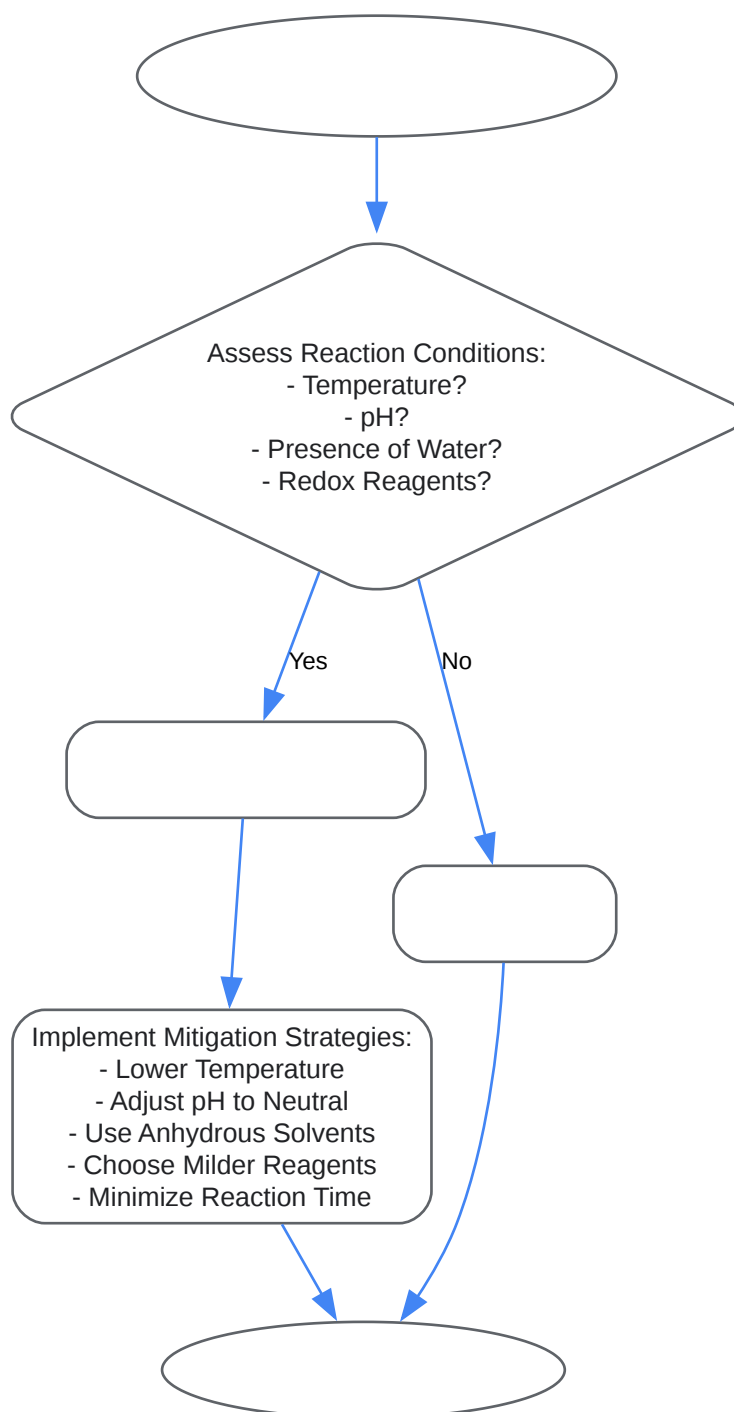 Assess Reaction Conditions:
- Temperature?
- pH?
- Presence of Water?
- Redox Reagents?
Yes
No
Implement Mitigation Strategies:
- Lower Temperature
- Adjust pH to Neutral
- Use Anhydrous Solvents
- Choose Milder Reagents
- Minimize Reaction Time